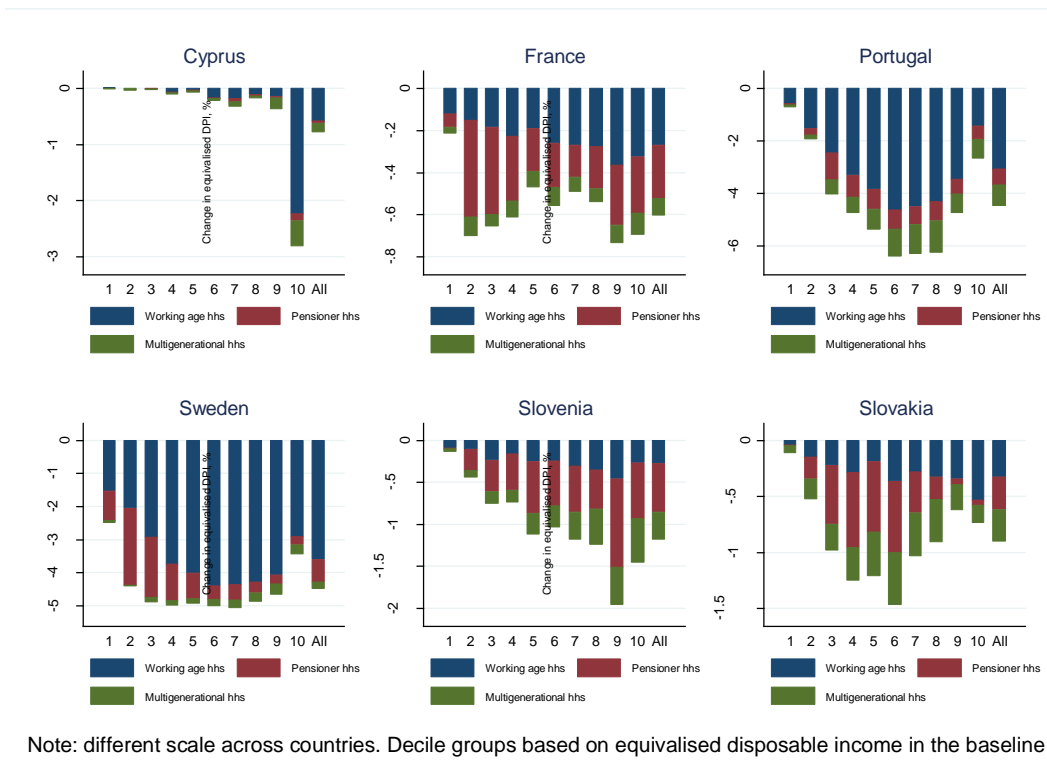 Cyprus
0
-1
-2
-3
Change in equivalised DPI, %
1 2 3 4 5 6 7 8 9 10 All
Working age hhs Pensioner hhs
Multigenerational hhs
France
0
-.2
-.4
-.6
-.8
Change in equivalised DPI, %
1 2 3 4 5 6 7 8 9 10 All
Working age hhs Pensioner hhs
Multigenerational hhs
Portugal
0
-2
-4
-6
1 2 3 4 5 6 7 8 9 10 All
Working age hhs Pensioner hhs
Multigenerational hhs
Sweden
0
-1
-2
-3
-4
-5
Change in equivalised DPI, %
1 2 3 4 5 6 7 8 9 10 All
Working age hhs Pensioner hhs
Multigenerational hhs
Slovenia
0
-.5
-1
-1.5
-2
Change in equivalised DPI, %
1 2 3 4 5 6 7 8 9 10 All
Working age hhs Pensioner hhs
Multigenerational hhs
Slovakia
0
-.5
-1
-1.5
1 2 3 4 5 6 7 8 9 10 All
Working age hhs Pensioner hhs
Multigenerational hhs
Note: different scale across countries. Decile groups based on equivalised disposable income in the baseline